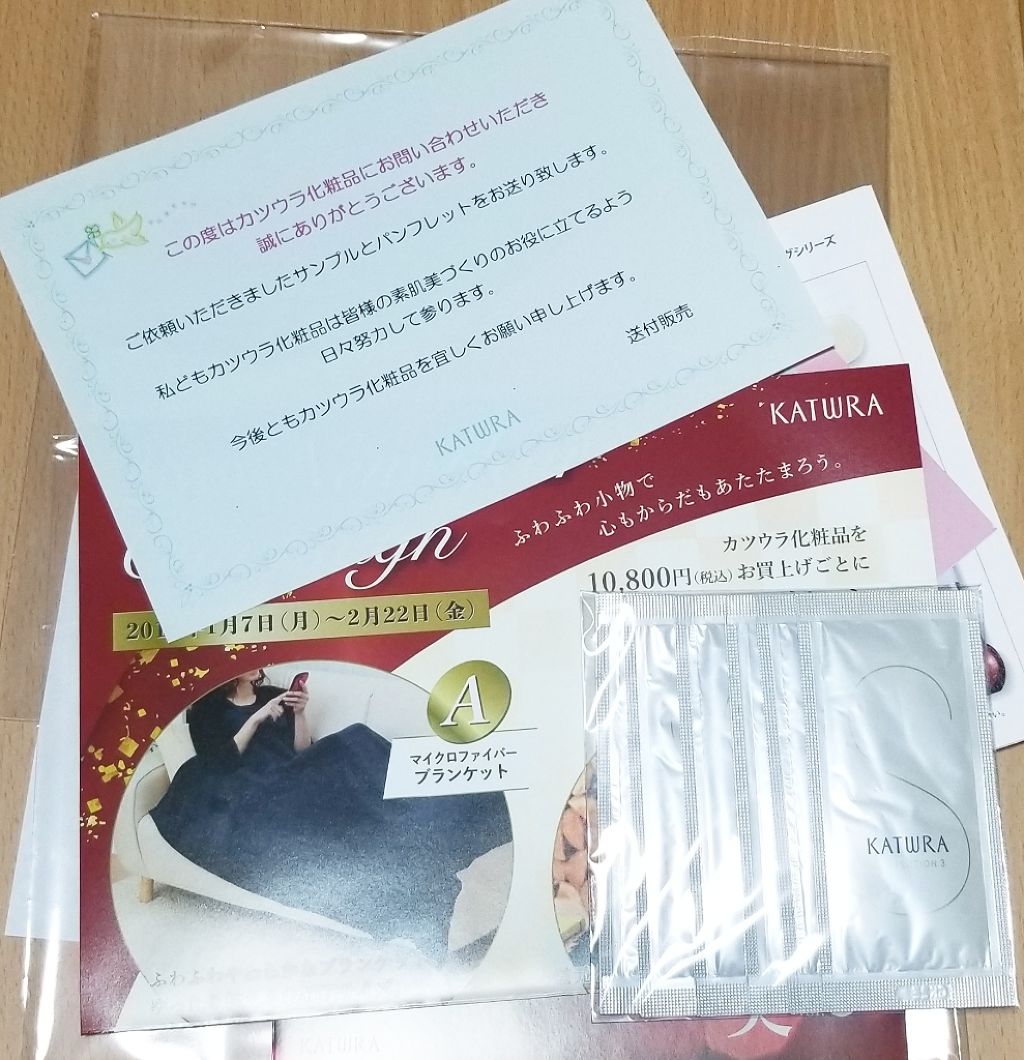 この度はカツウラ化粧品にお問い合わせいただき
誠にありがとうございます。
ご依頼いただきましたサンプルとパンフレットをお送り致します。
私どもカツウラ化粧品は皆様の素肌美づくりのお役に立てるよう
日々努力して参ります。
今後ともカツウラ化粧品を宜しくお願い申し上げます。
送付販売
KATWRA
シリーズ
KATWRA
ふわふわ小物で
心もからだもあたたまろう。
カツウラ化粧品を
10,800円(税込)お買上げごとに
1月7日(月)～2月22日(金)
A
マイクロファイバー
ブランケット
KATWRA
KATWRA